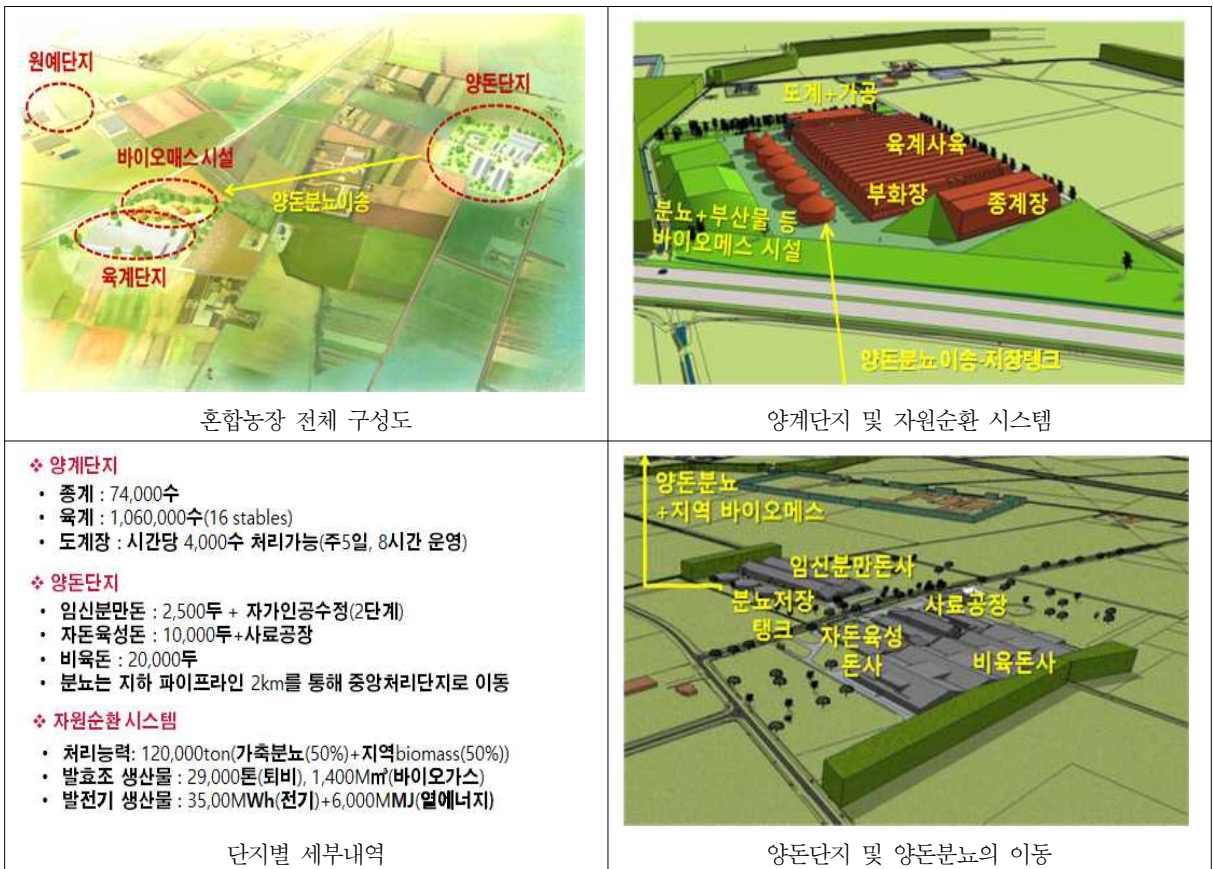 원예단지
양돈단지
바이오매스 시설
양돈분뇨이송
육계단지
혼합농장 전체 구성도
도계+가공
육계사육
부화장
종계장
분뇨+부산물 등
바이오메스 시설
양돈분뇨이송-저장탱크
양계단지 및 자원순환 시스템
❖ 양계단지
• 종계 : 74,000수
• 육계 : 1,060,000수(16 stables)
• 도계장 : 시간당 4,000수 처리가능(주5일, 8시간 운영)
❖ 양돈단지
• 임신분만돈 : 2,500두 + 자가인공수정(2단계)
• 자돈육성돈 : 10,000두+사료공장
• 비육돈 : 20,000두
• 분뇨는 지하 파이프라인 2km를 통해 중앙처리단지로 이동
❖ 자원순환 시스템
• 처리능력: 120,000ton(가축분뇨(50%)+지역biomass(50%))
• 발효조 생산물 : 29,000톤(퇴비), 1,400M㎥(바이오가스)
• 발전기 생산물 : 35,00MWh(전기)+6,000MMJ(열에너지)
단지별 세부내역
양돈분뇨
+지역 바이오메스
임신분만돈사
분뇨저장
탱크
사료공장
자돈육성
돈사
비육돈사
양돈단지 및 양돈분뇨의 이동